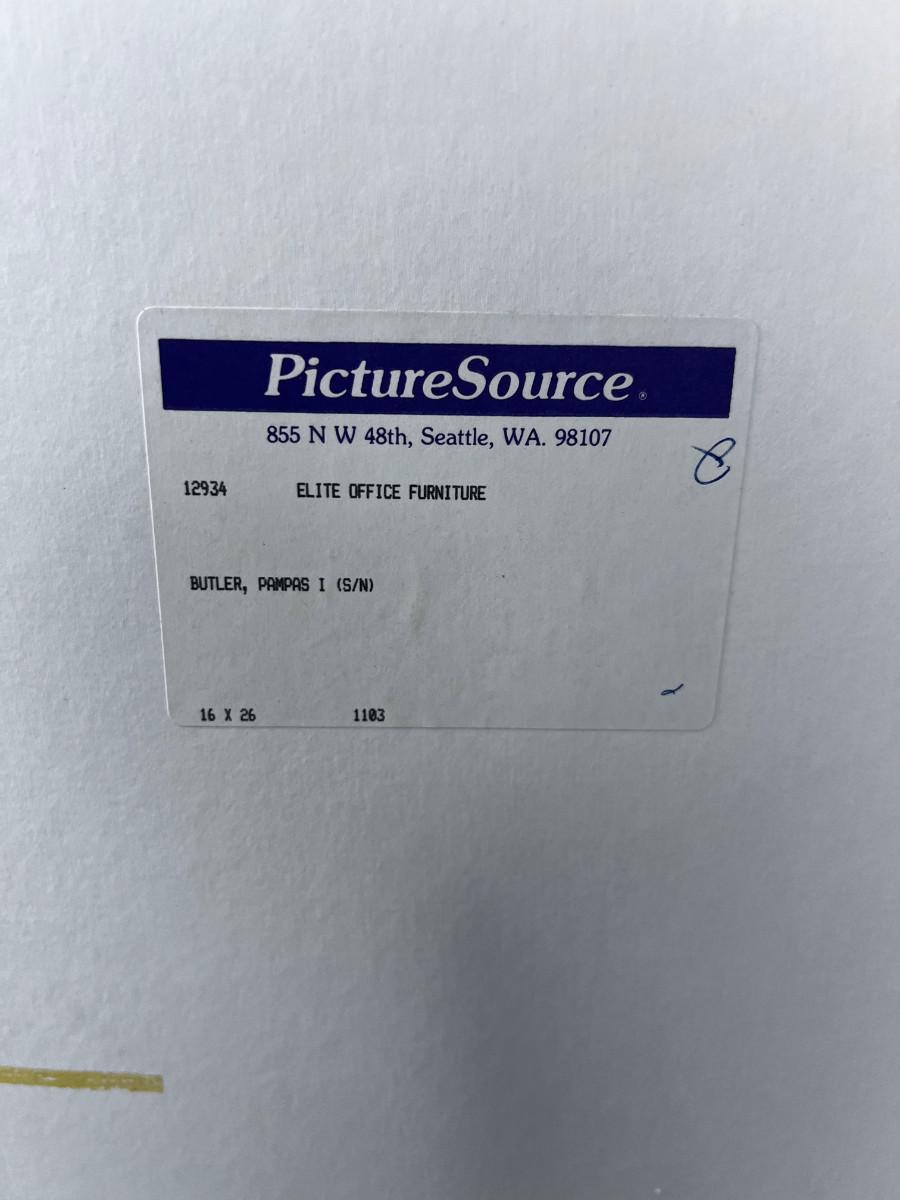 PictureSource®
855 N W 48th, Seattle, WA. 98107
12934 ELITE OFFICE FURNITURE
BUTLER, PAMPAS I (S/N)
16 X 26 1103